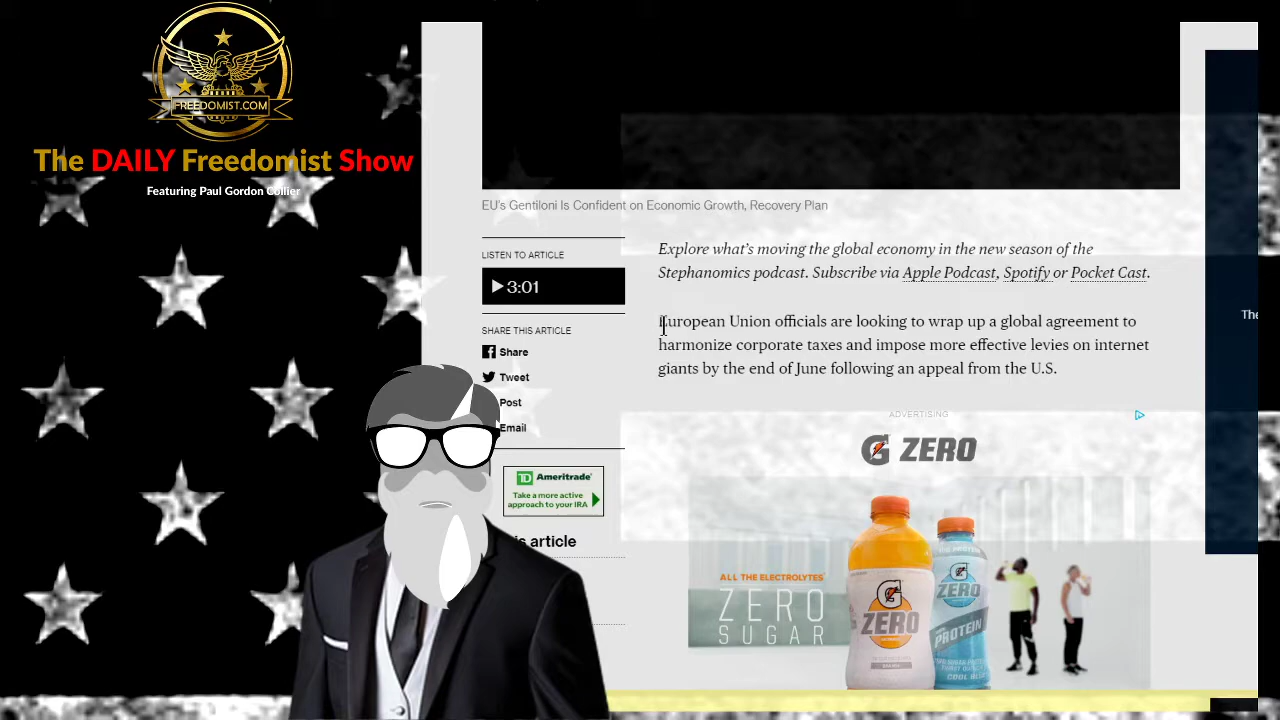 FREEDOMIST.COM
The DAILY Freedomist Show
Featuring Paul Gordon Collier
EU's Gentiloni Is Confident on Economic Growth, Recovery Plan
LISTEN TO ARTICLE
3:01
SHARE THIS ARTICLE
Share
Tweet
Post
Email
TD Ameritrade
Take a more active
approach to your IRA
is article
Explore what's moving the global economy in the new season of the
Stephanomics podcast. Subscribe via Apple Podcast, Spotify or Pocket Cast.
European Union officials are looking to wrap up a global agreement to
harmonize corporate taxes and impose more effective levies on internet
giants by the end of June following an appeal from the U.S.
ADVERTISING
G ZERO
ALL THE ELECTROLYTES
ZERO
SUGAR
G
ZERO
G
ZERO
PROTEIN
The